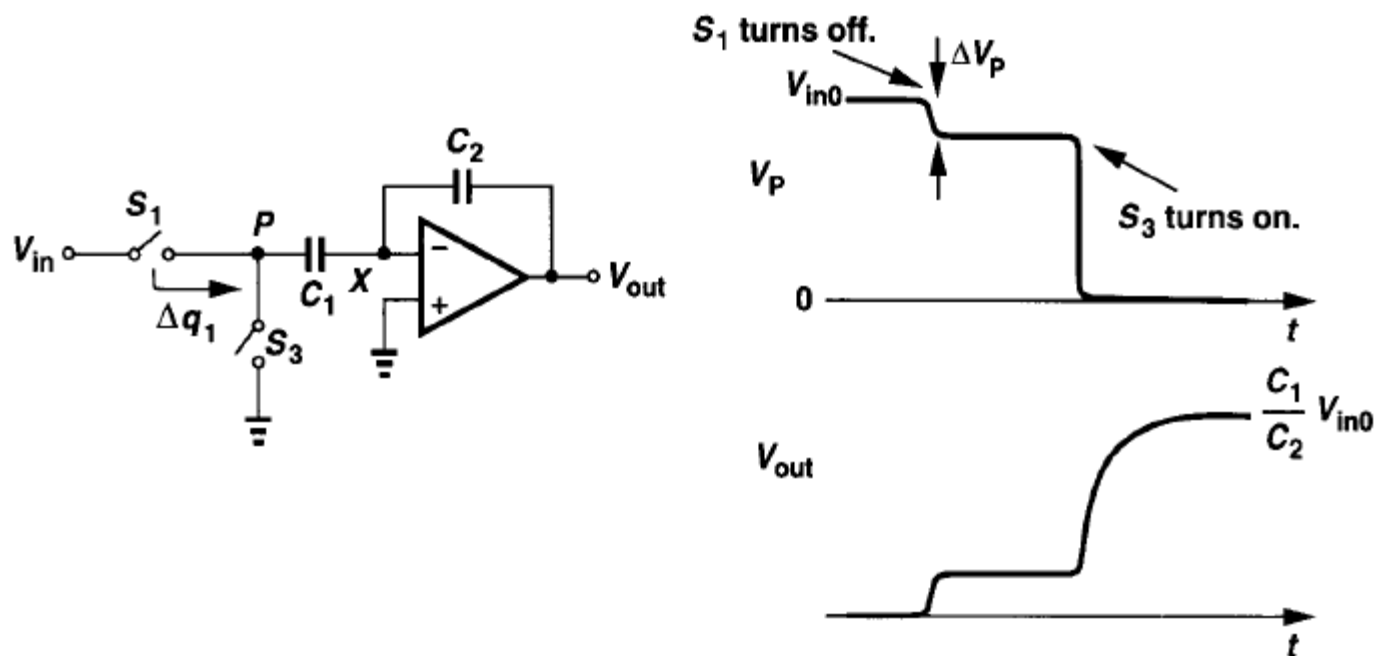 S1 turns off.
ΔVP
Vin0
VP
S3 turns on.
0
t
C2
S1
P
Vin
C1
X
Vout
Δq1
S3
−
+
Vout
C1
C2
Vin0
t